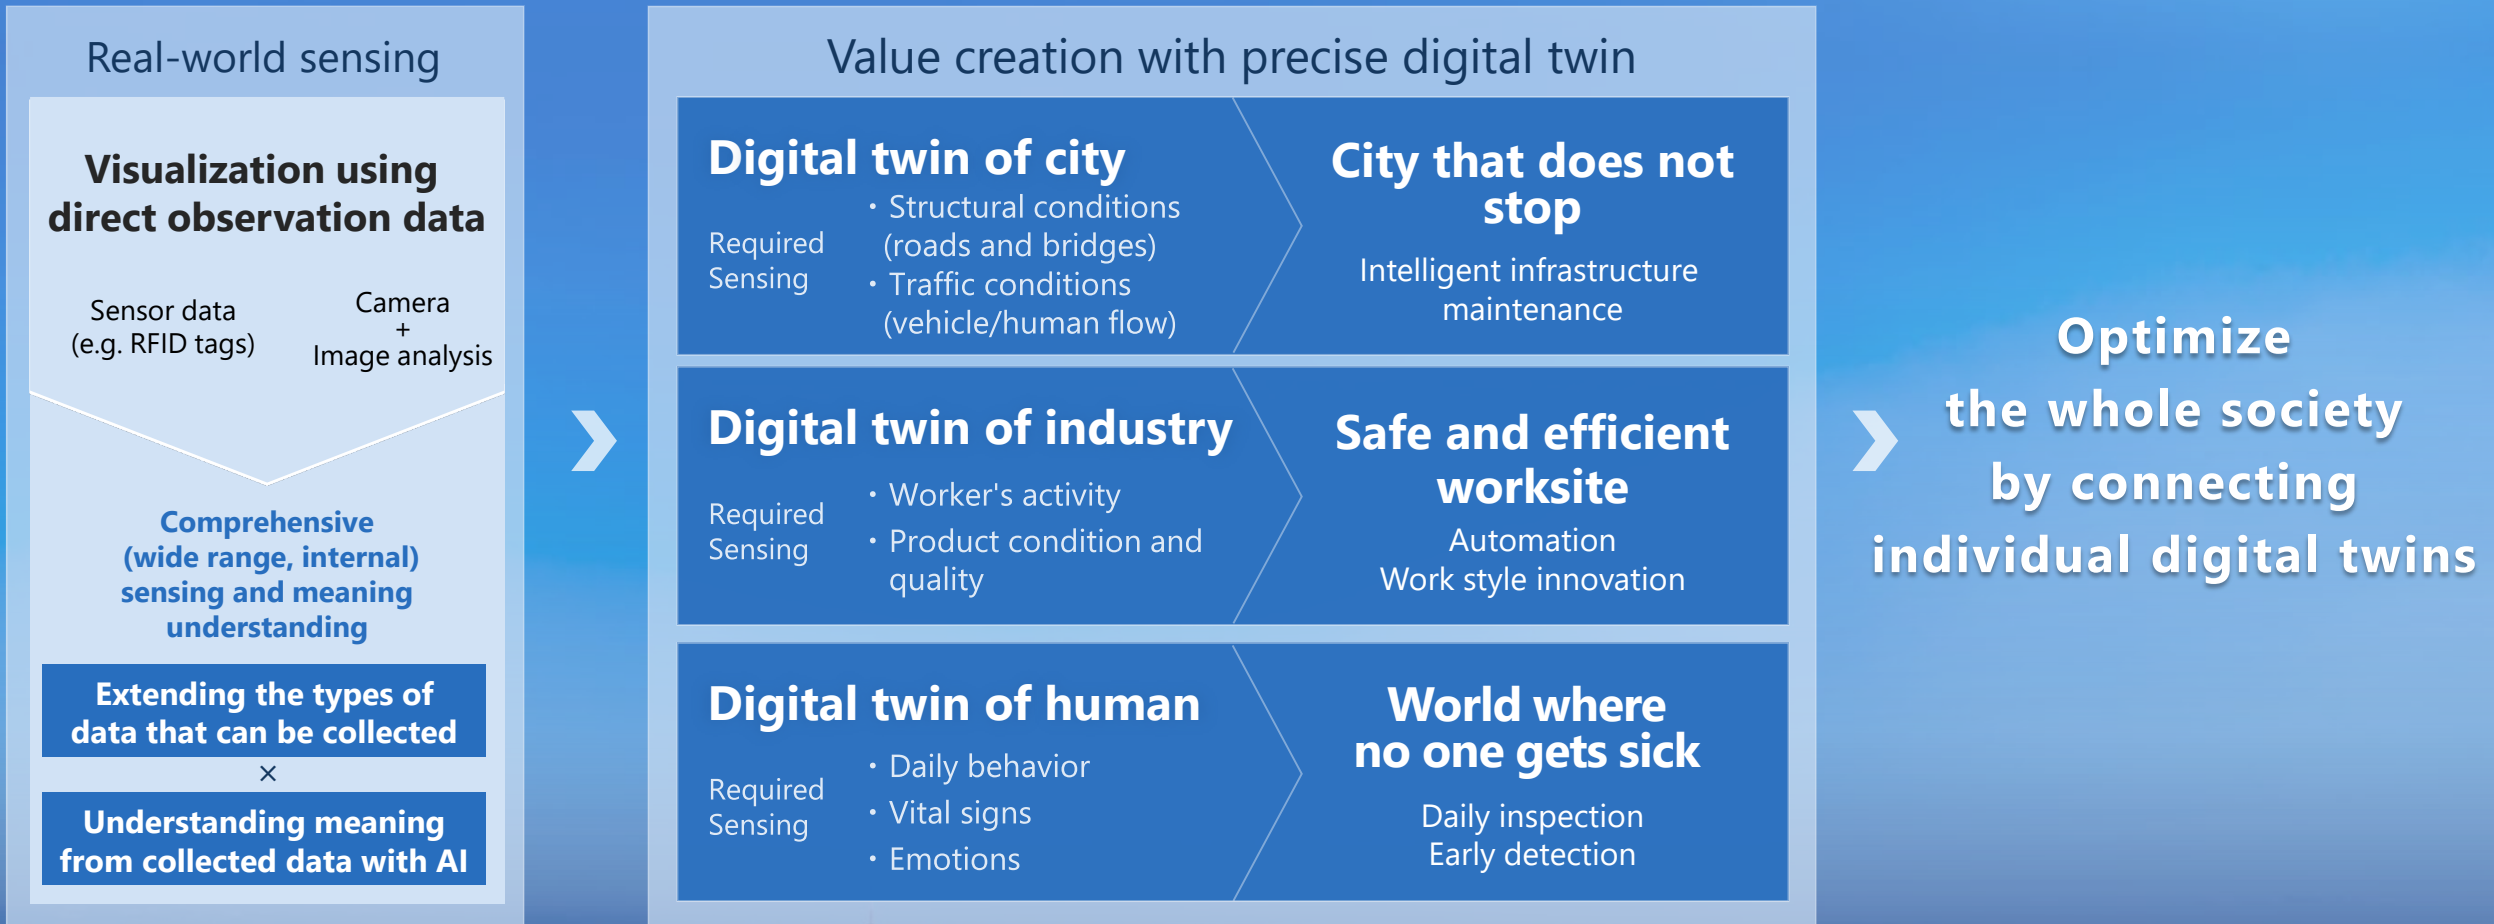 Real-world sensing
Visualization using
direct observation data
Sensor data
(e.g. RFID tags)
Camera
+
Image analysis
Comprehensive
(wide range, internal)
sensing and meaning
understanding
Extending the types of
data that can be collected
×
Understanding meaning
from collected data with AI
Value creation with precise digital twin
Digital twin of city
Required
Sensing
・Structural conditions
(roads and bridges)
・Traffic conditions
(vehicle/human flow)
City that does not
stop
Intelligent infrastructure
maintenance
Digital twin of industry
Required
Sensing
・Worker's activity
・Product condition and
quality
Safe and efficient
worksite
Automation
Work style innovation
Digital twin of human
Required
Sensing
・Daily behavior
・Vital signs
・Emotions
World where
no one gets sick
Daily inspection
Early detection
Optimize
the whole society
by connecting
individual digital twins